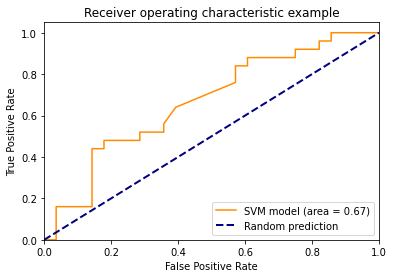 Receiver operating characteristic example
True Positive Rate
1.0
0.8
0.6
0.4
0.2
0.0
SVM model (area = 0.67)
Random prediction
0.0 0.2 0.4 0.6 0.8 1.0
False Positive Rate